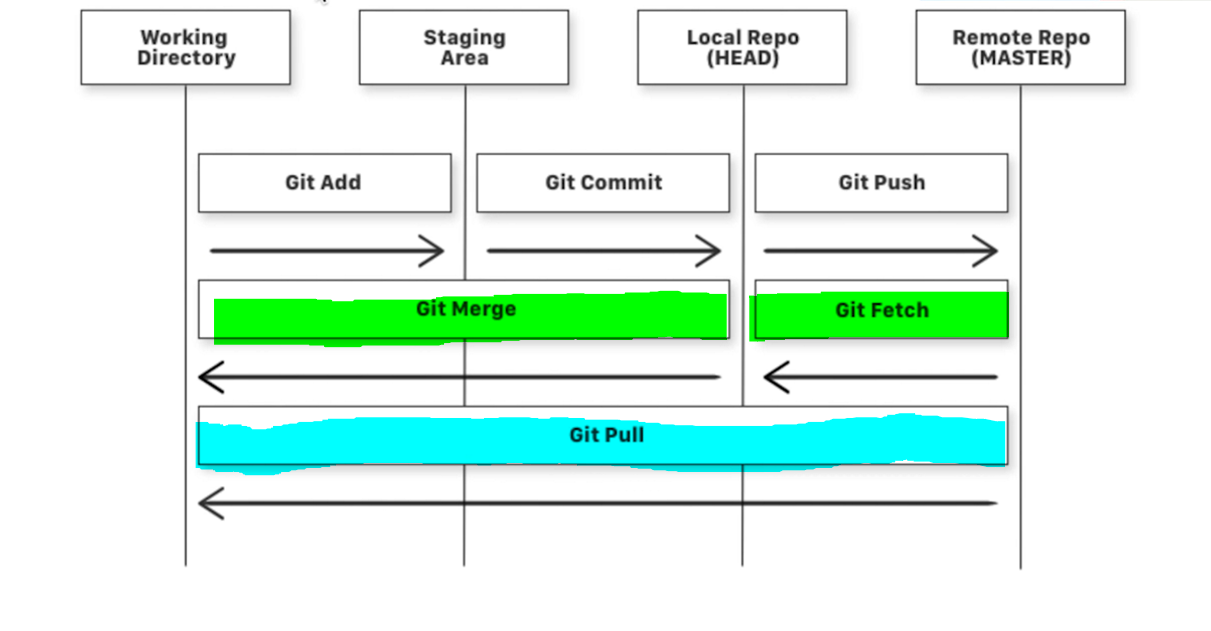 Working
Directory
Staging
Area
Local Repo
(HEAD)
Remote Repo
(MASTER)
Git Add
Git Commit
Git Push
Git Merge
Git Fetch
Git Pull